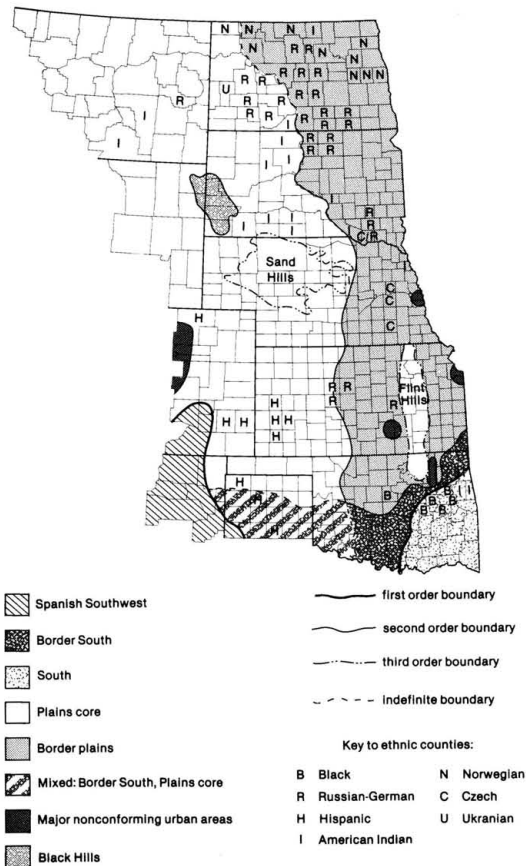 N N N I N
N R R N N
N
R R R R R N N N
U R R R
R R R R R
I R R
I I R R
I I R R
I I R R
I
R
I I I R
I I C R
Sand
Hills
I
C
C
H C
R R Flint
H R R Hills
H H H H
H
H
H B
H
B I I
B B B
B B
Spanish Southwest
Border South
South
Plains core
Border plains
Mixed: Border South, Plains core
Major nonconforming urban areas
Black Hills
first order boundary
second order boundary
third order boundary
indefinite boundary
Key to ethnic counties:
B Black N Norwegian
R Russian-German C Czech
H Hispanic U Ukranian
I American Indian